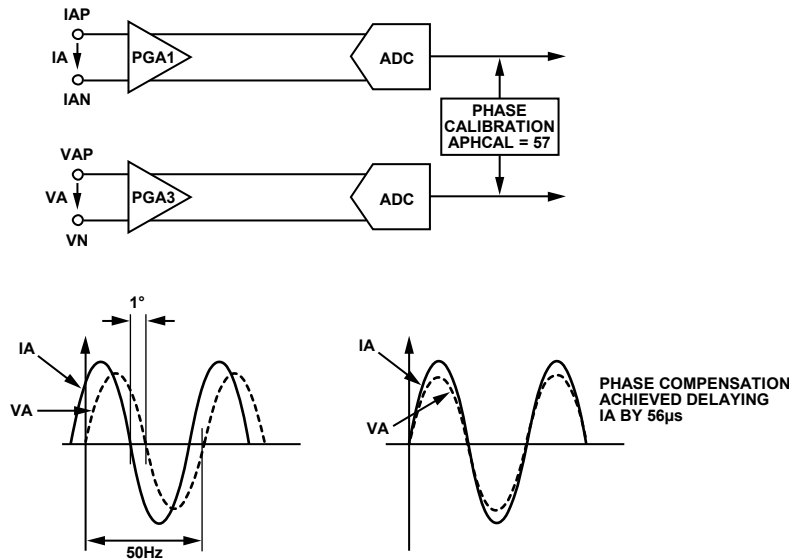 IAP
IA
IAN
PGA1
ADC
PHASE
CALIBRATION
APHCAL = 57
VAP
VA
VN
PGA3
ADC
1°
IA
VA
50Hz
IA
VA
PHASE COMPENSATION
ACHIEVED DELAYING
IA BY 56µs